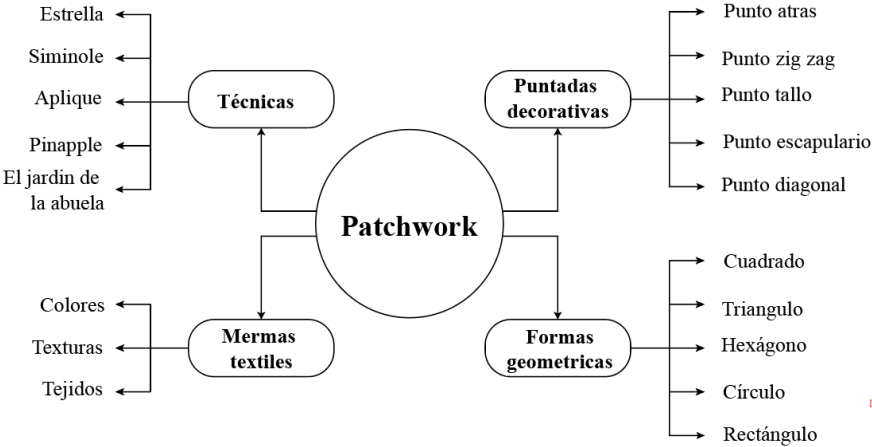 Estrella
Siminole
Aplique
Pinapple
El jardin de
la abuela
Técnicas
Puntadas
decorativas
Punto atras
Punto zig zag
Punto tallo
Punto escapulario
Punto diagonal
Patchwork
Colores
Texturas
Tejidos
Mermas
textiles
Formas
geometricas
Cuadrado
Triangulo
Hexágono
Círculo
Rectángulo